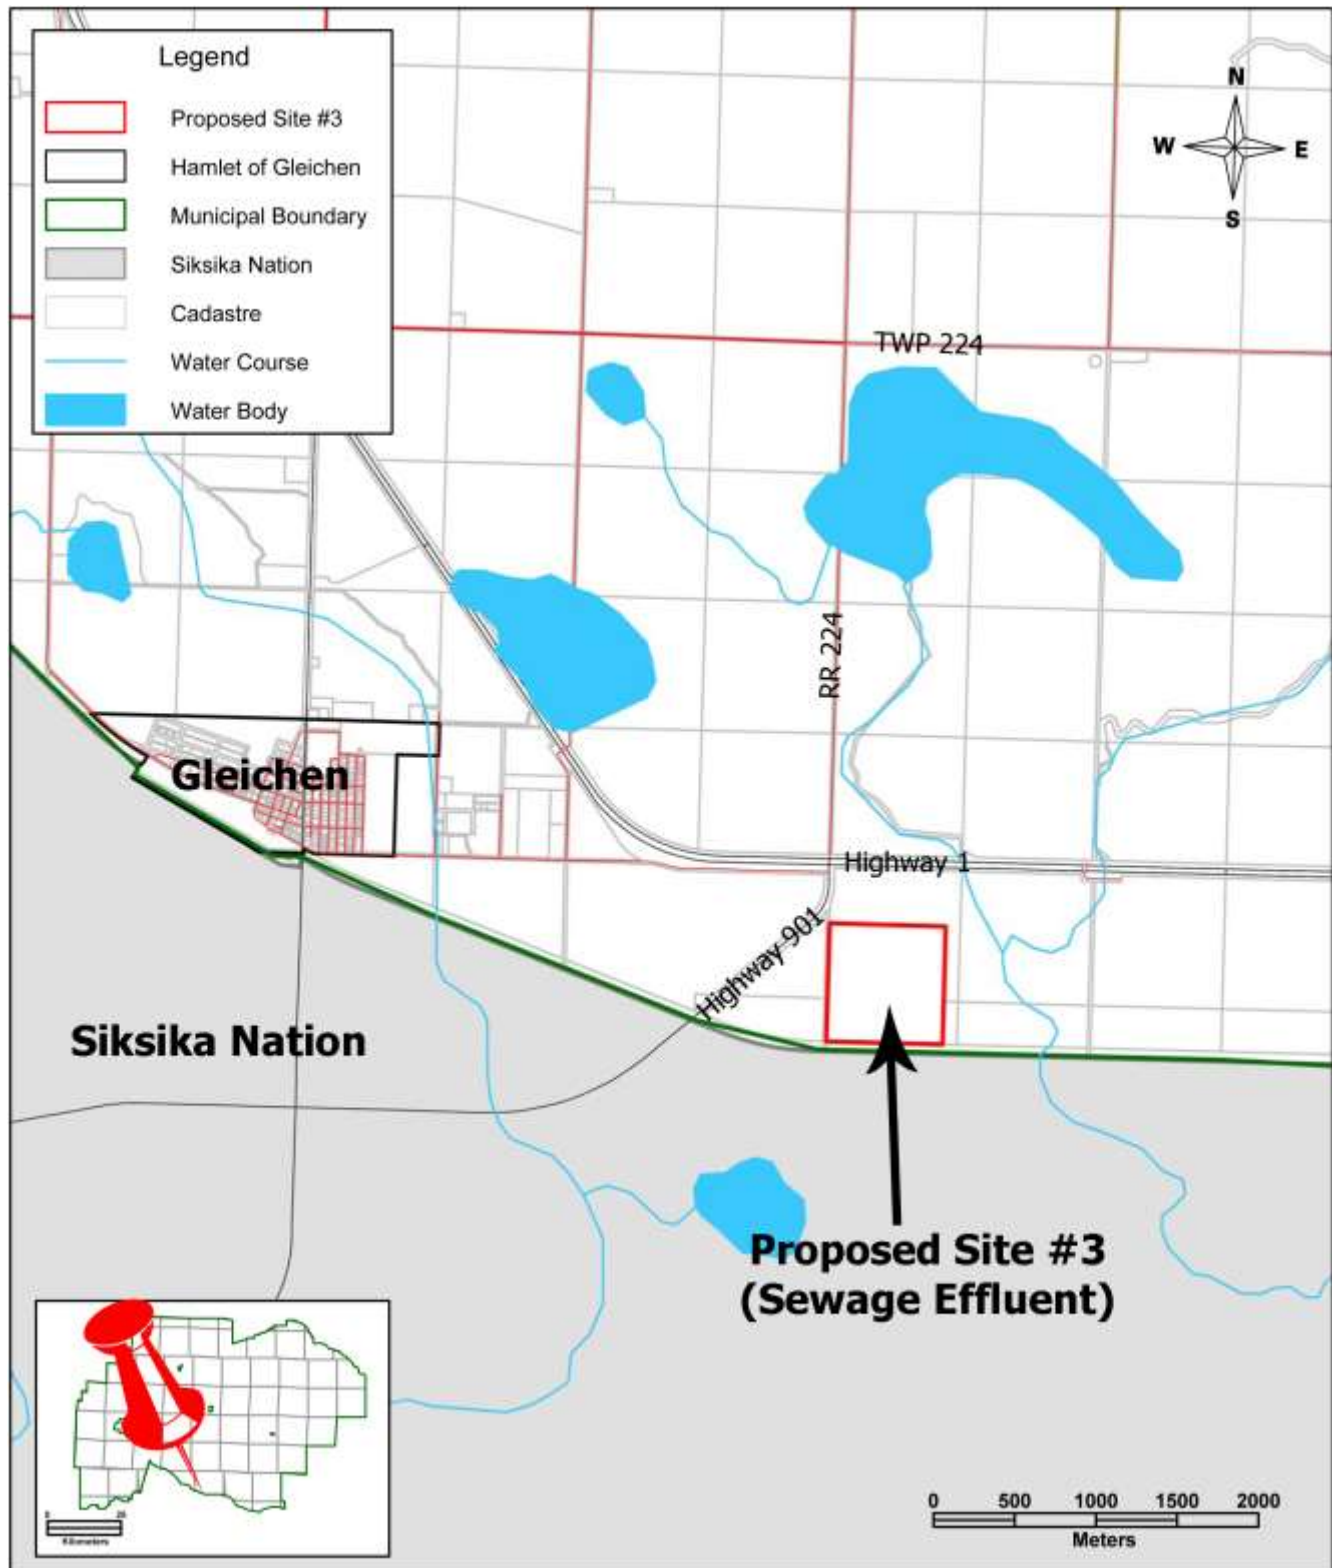 Legend
Proposed Site #3
Hamlet of Gleichen
Municipal Boundary
Siksika Nation
Cadastre
Water Course
Water Body
N
W E
S
TWP 224
RR 224
Gleichen
Highway 1
Highway 901
Siksika Nation
Proposed Site #3
(Sewage Effluent)
0 500 1000 1500 2000
Meters
0
Kilometers